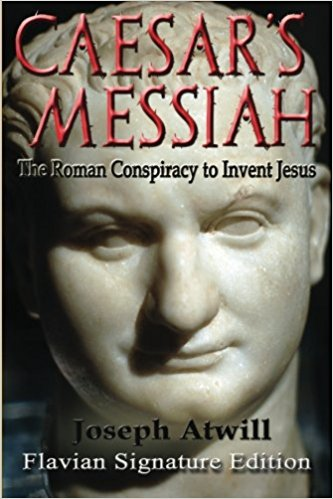 CAESAR'S
MESSIAH
The Roman Conspiracy to Invent Jesus
Joseph Atwill
Flavian Signature Edition